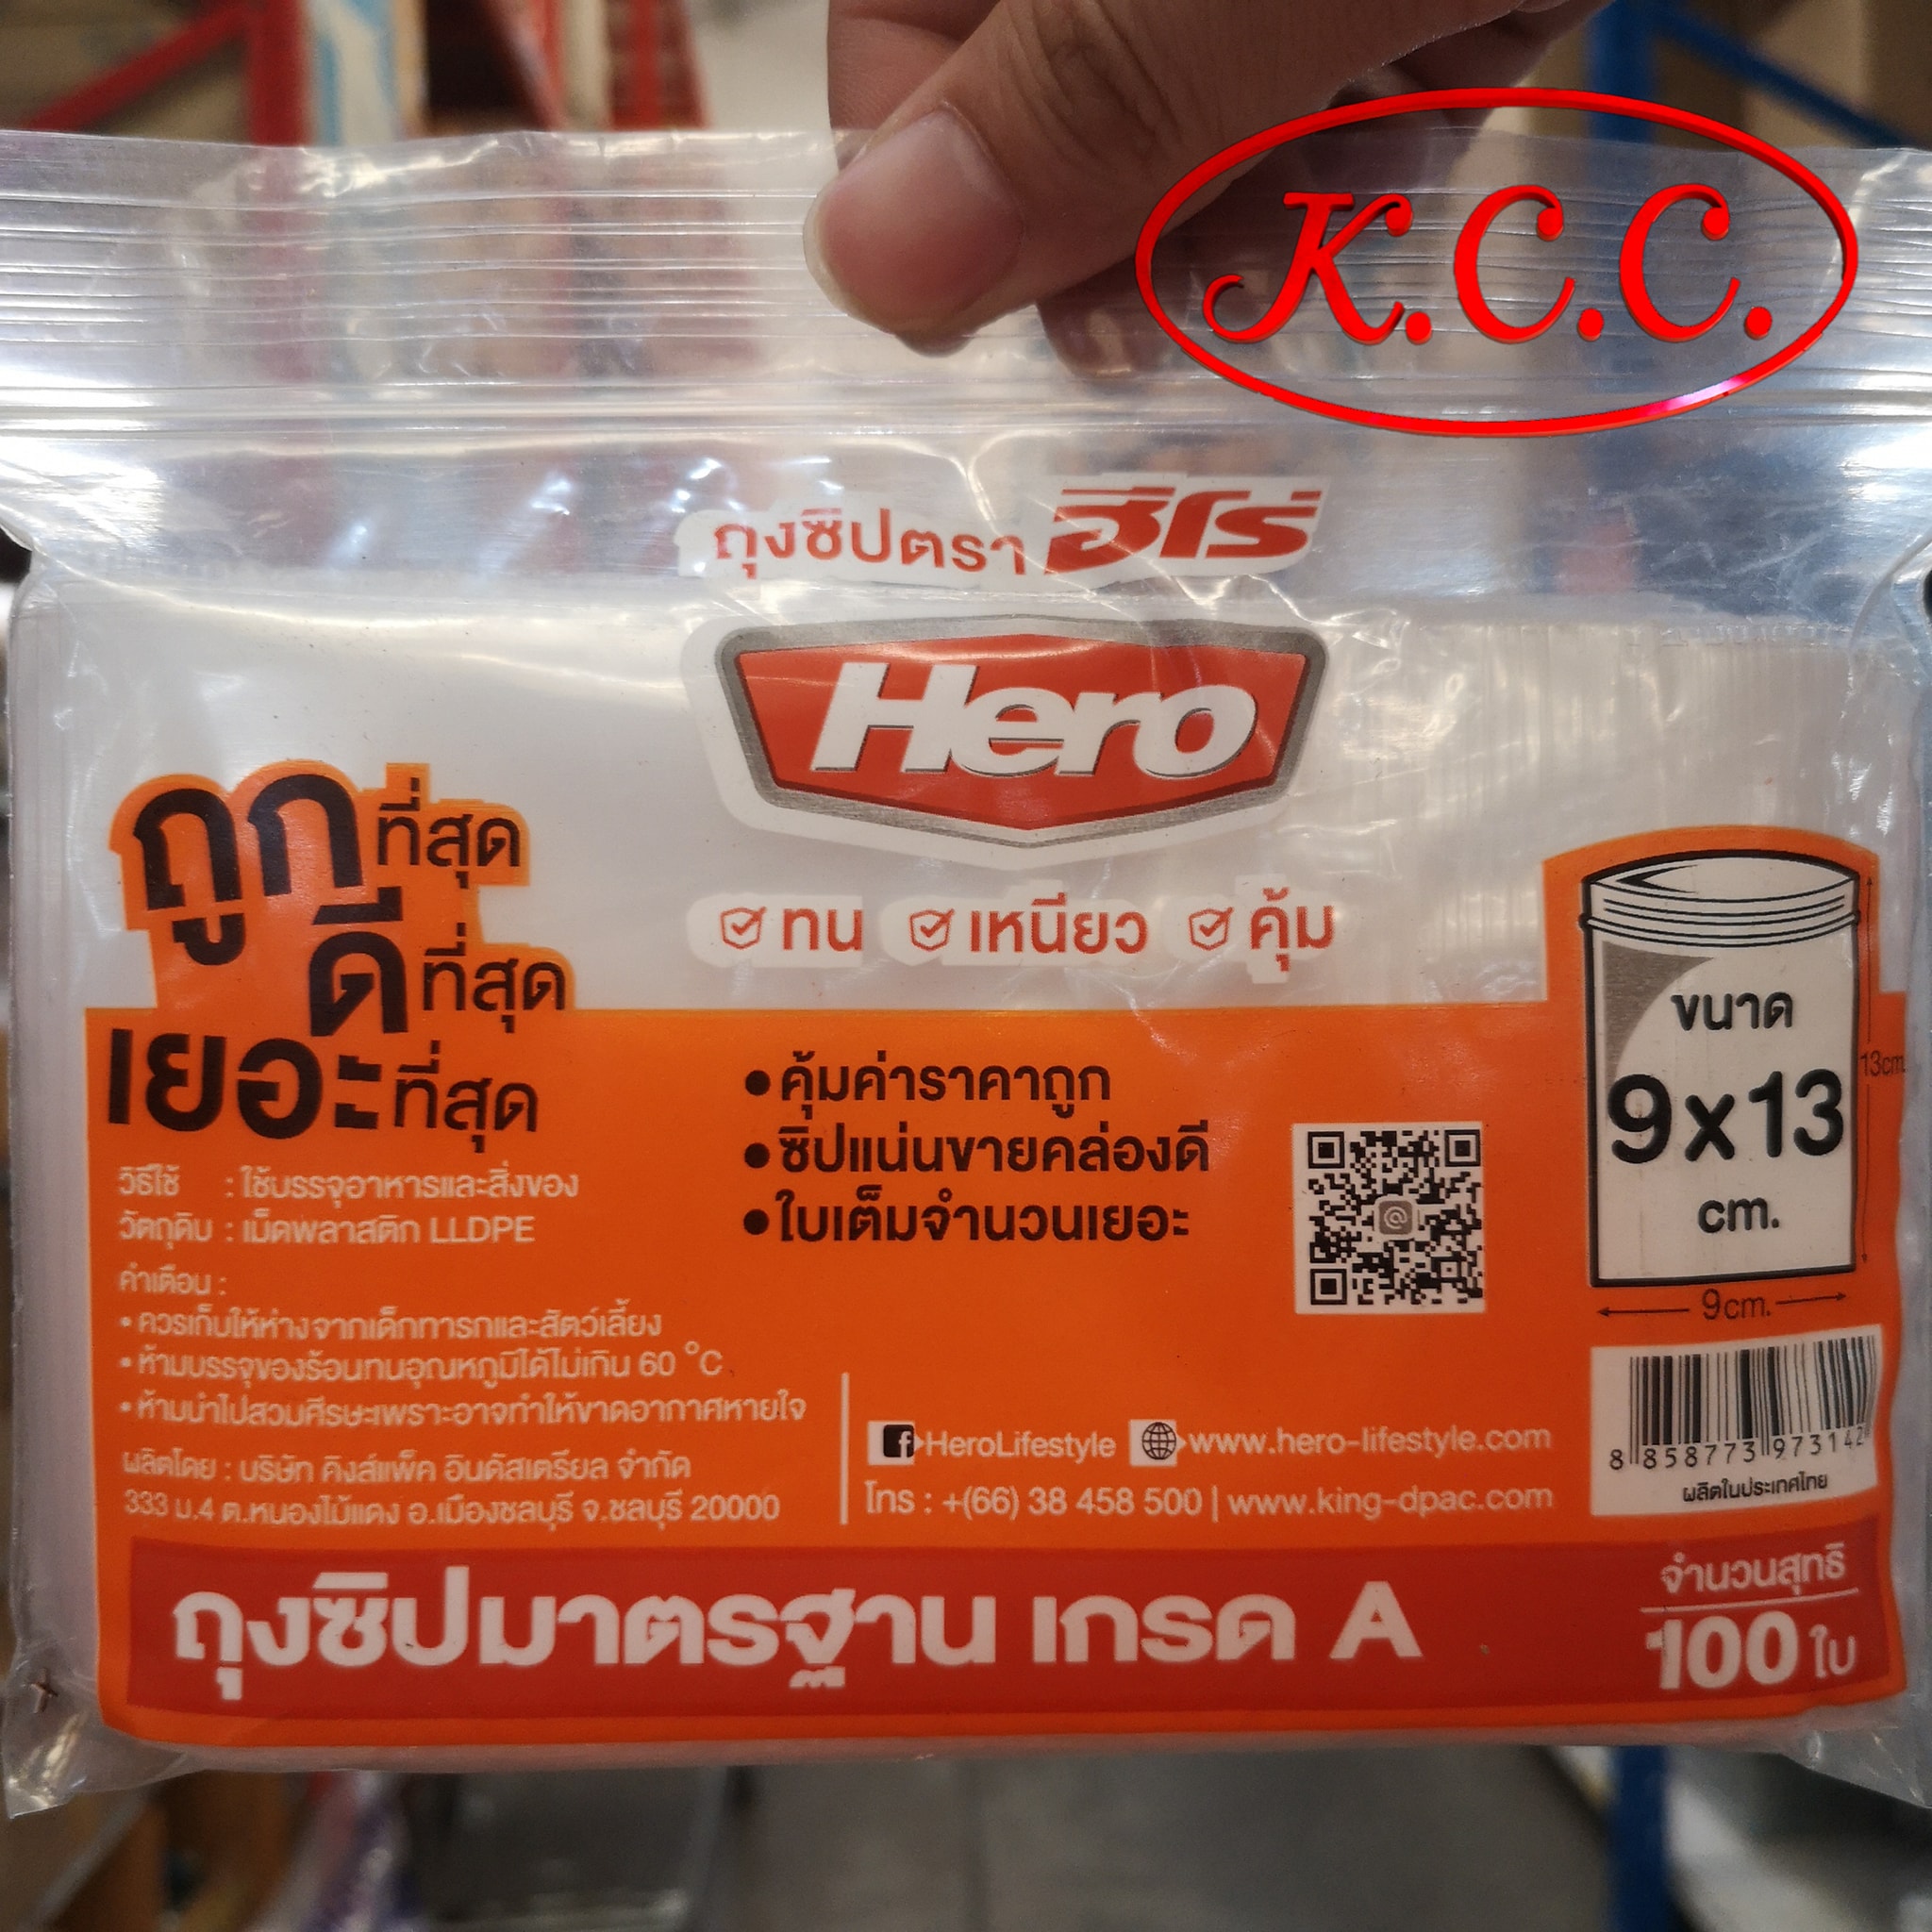 K.C.C.
ถุงซิปตรา ฮีโร่
Hero
ทน เหนียว คุ้ม
ถูกที่สุด
ดีที่สุด
เยอะที่สุด
• คุ้มค่าราคาถูก
• ซิปแน่นขายคล่องดี
• ใบเต็มจำนวนเยอะ
ขนาด
9x13
cm.
13cm.
9cm.
วิธีใช้ : ใช้บรรจุอาหารและสิ่งของ
วัตถุดิบ : เม็ดพลาสติก LLDPE
คำเตือน :
• ควรเก็บให้ห่างจากเด็กทารกและสัตว์เลี้ยง
• ห้ามบรรจุของร้อนทนอุณหภูมิได้ไม่เกิน 60 °C
• ห้ามนำไปสวมศีรษะเพราะอาจทำให้ขาดอากาศหายใจ
ผลิตโดย : บริษัท คิงส์แพ็ค อินดัสเตรียล จำกัด
333 ม.4 ต.หนองไม้แดง อ.เมืองชลบุรี จ.ชลบุรี 20000
HeroLifestyle www.hero-lifestyle.com
โทร : +(66) 38 458 500 | www.king-dpac.com
8 858773 973142
ผลิตในประเทศไทย
ถุงซิปมาตรฐาน เกรด A
จำนวนสุทธิ
100 ใบ